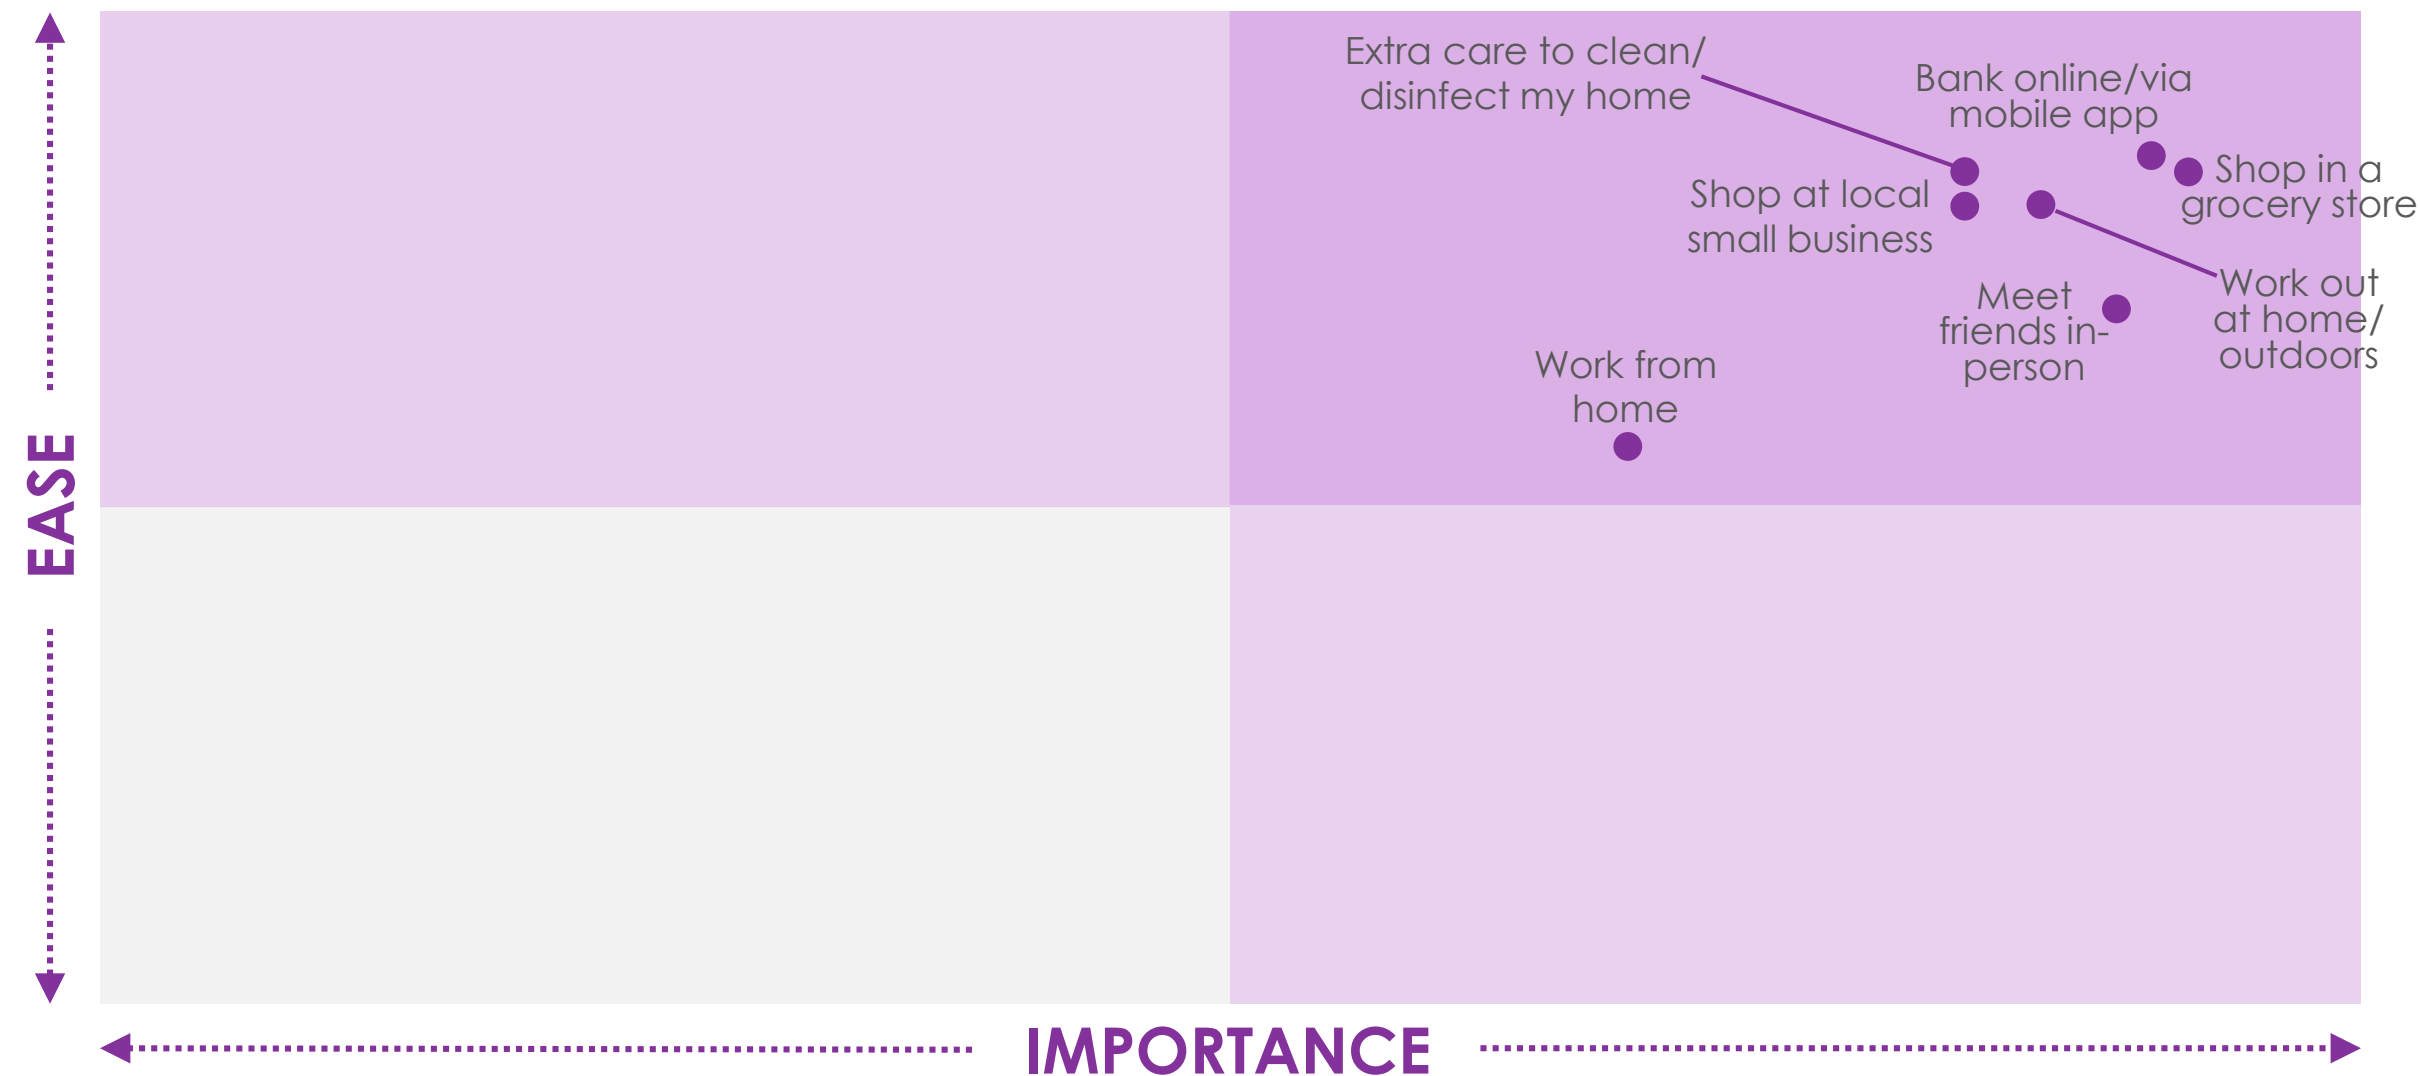 Extra care to clean/
disinfect my home
Bank online/via
mobile app
Shop in a
grocery store
Shop at local
small business
Work out
at home/
outdoors
Meet
friends in-
person
Work from
home
EASE
IMPORTANCE